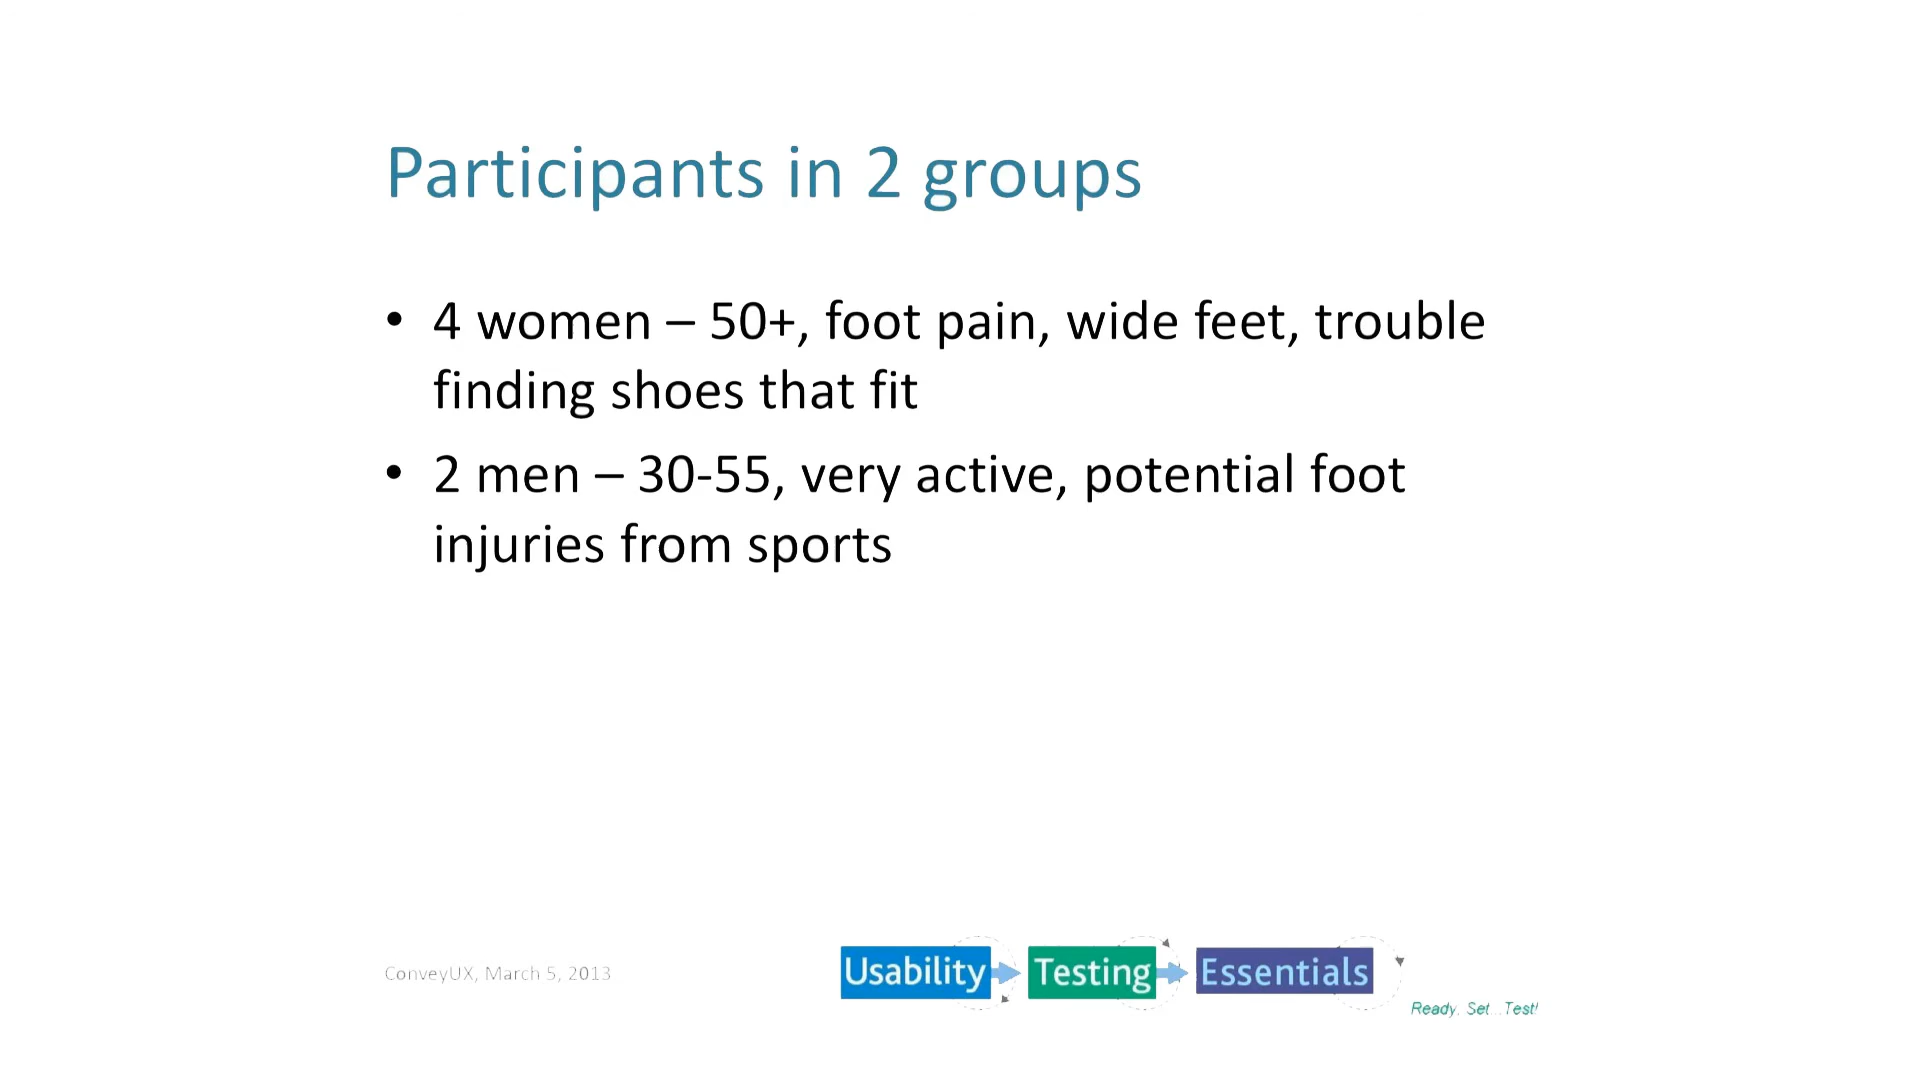 Participants in 2 groups
• 4 women – 50+, foot pain, wide feet, trouble
finding shoes that fit
• 2 men – 30-55, very active, potential foot
injuries from sports
ConveyUX, March 5, 2013
Usability Testing Essentials
Ready, Set...Test!